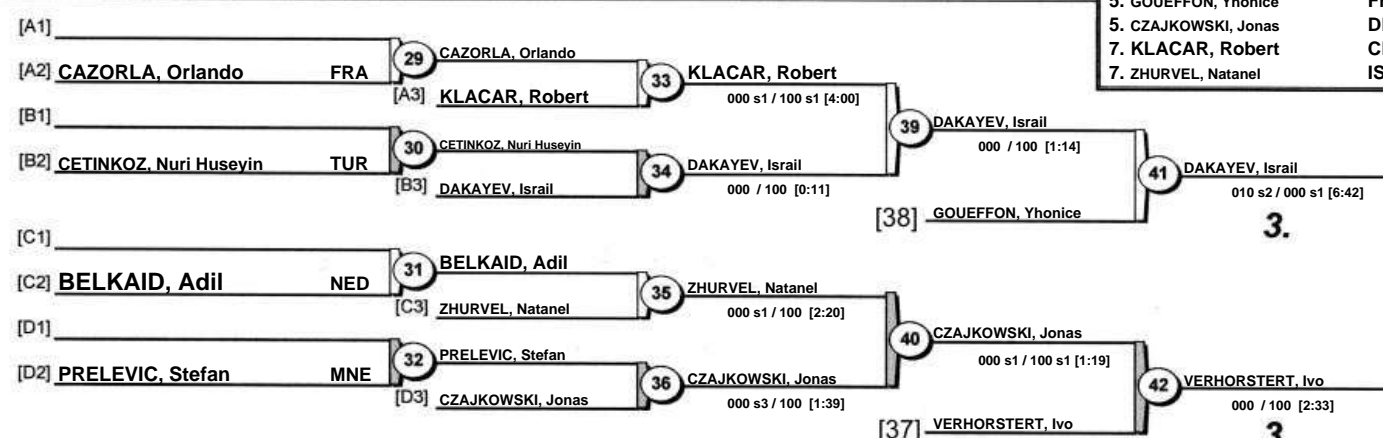 5. GOUEFFON, Yhonice
5. CZAJKOWSKI, Jonas
7. KLACAR, Robert
7. ZHURVEL, Natanel
[A1]
[A2] CAZORLA, Orlando FRA
29
CAZORLA, Orlando
[A3] KLACAR, Robert
33
KLACAR, Robert
000 s1 / 100 s1 [4:00]
[B1]
[B2] CETINKOZ, Nuri Huseyin TUR
30
CETINKOZ, Nuri Huseyin
[B3] DAKAYEV, Israil
34
DAKAYEV, Israil
000 / 100 [0:11]
39
DAKAYEV, Israil
000 / 100 [1:14]
[38] GOUEFFON, Yhonice
41
DAKAYEV, Israil
010 s2 / 000 s1 [6:42]
3.
[C1]
[C2] BELKAID, Adil NED
31
BELKAID, Adil
[C3] ZHURVEL, Natanel
35
ZHURVEL, Natanel
000 s1 / 100 [2:20]
[D1]
[D2] PRELEVIC, Stefan MNE
32
PRELEVIC, Stefan
[D3] CZAJKOWSKI, Jonas
36
CZAJKOWSKI, Jonas
000 s3 / 100 [1:39]
40
CZAJKOWSKI, Jonas
000 s1 / 100 s1 [1:19]
[37] VERHORSTERT, Ivo
42
VERHORSTERT, Ivo
000 / 100 [2:33]
3